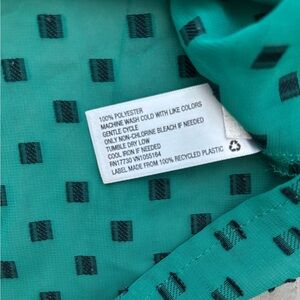 100% POLYESTER
MACHINE WASH COLD WITH LIKE COLORS
GENTLE CYCLE
ONLY NON-CHLORINE BLEACH IF NEEDED
TUMBLE DRY LOW
COOL IRON IF NEEDED
RN17730 VN1055164
LABEL MADE FROM 100% RECYCLED PLASTIC